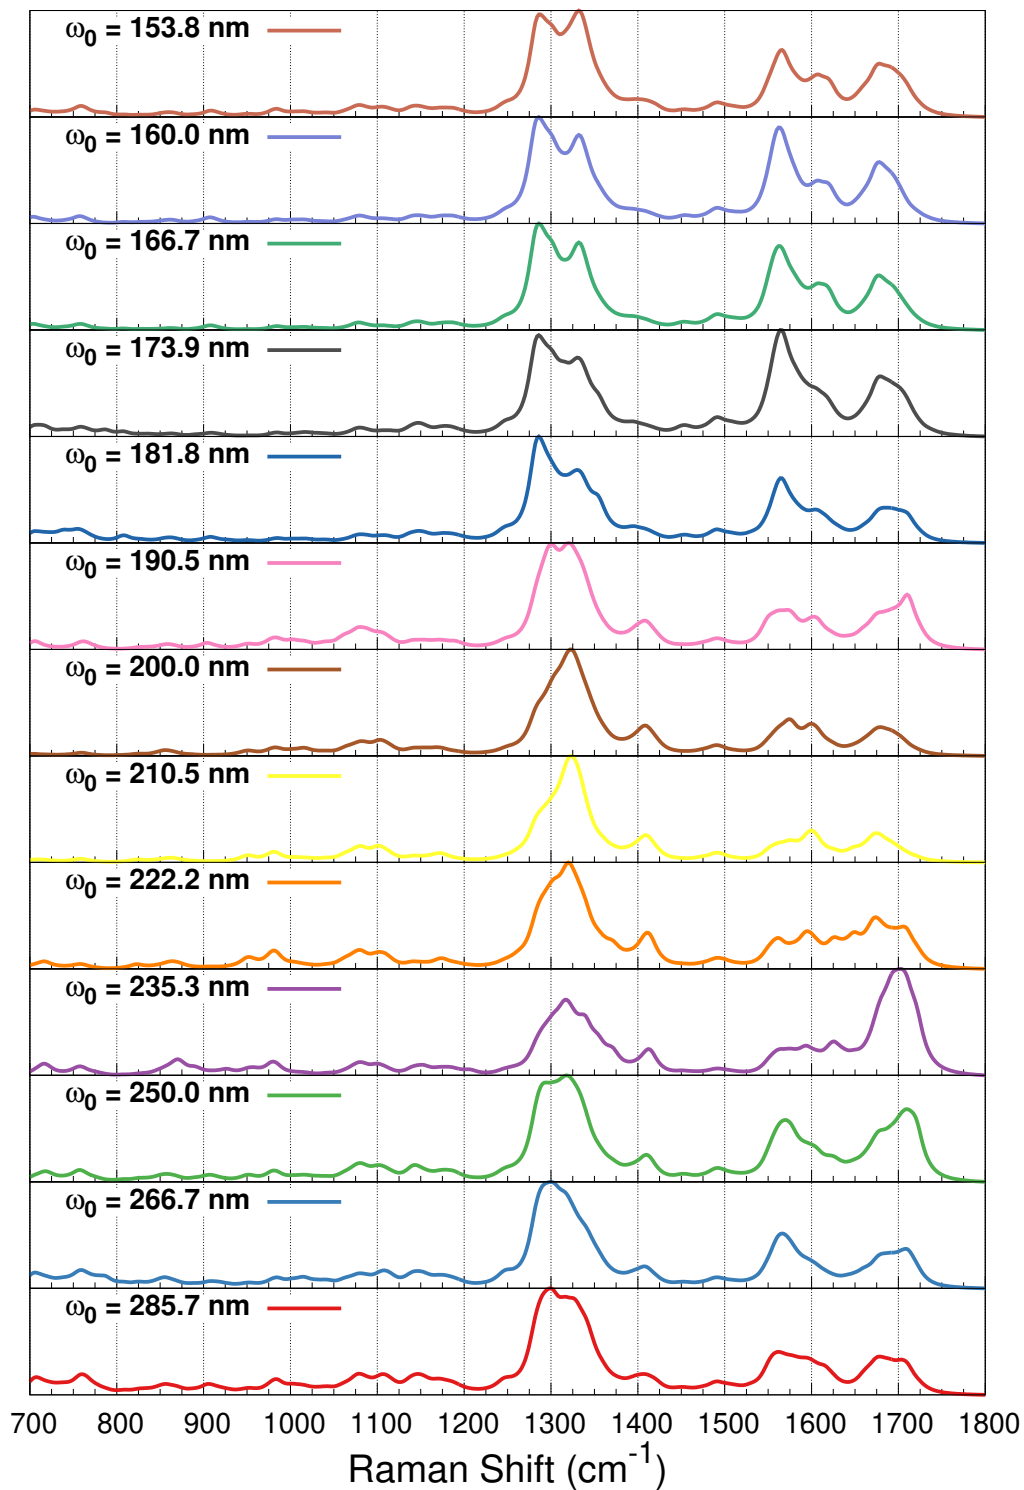 ω0 = 153.8 nm
ω0 = 160.0 nm
ω0 = 166.7 nm
ω0 = 173.9 nm
ω0 = 181.8 nm
ω0 = 190.5 nm
ω0 = 200.0 nm
ω0 = 210.5 nm
ω0 = 222.2 nm
ω0 = 235.3 nm
ω0 = 250.0 nm
ω0 = 266.7 nm
ω0 = 285.7 nm
700 800 900 1000 1100 1200 1300 1400 1500 1600 1700 1800
Raman Shift (cm-1)